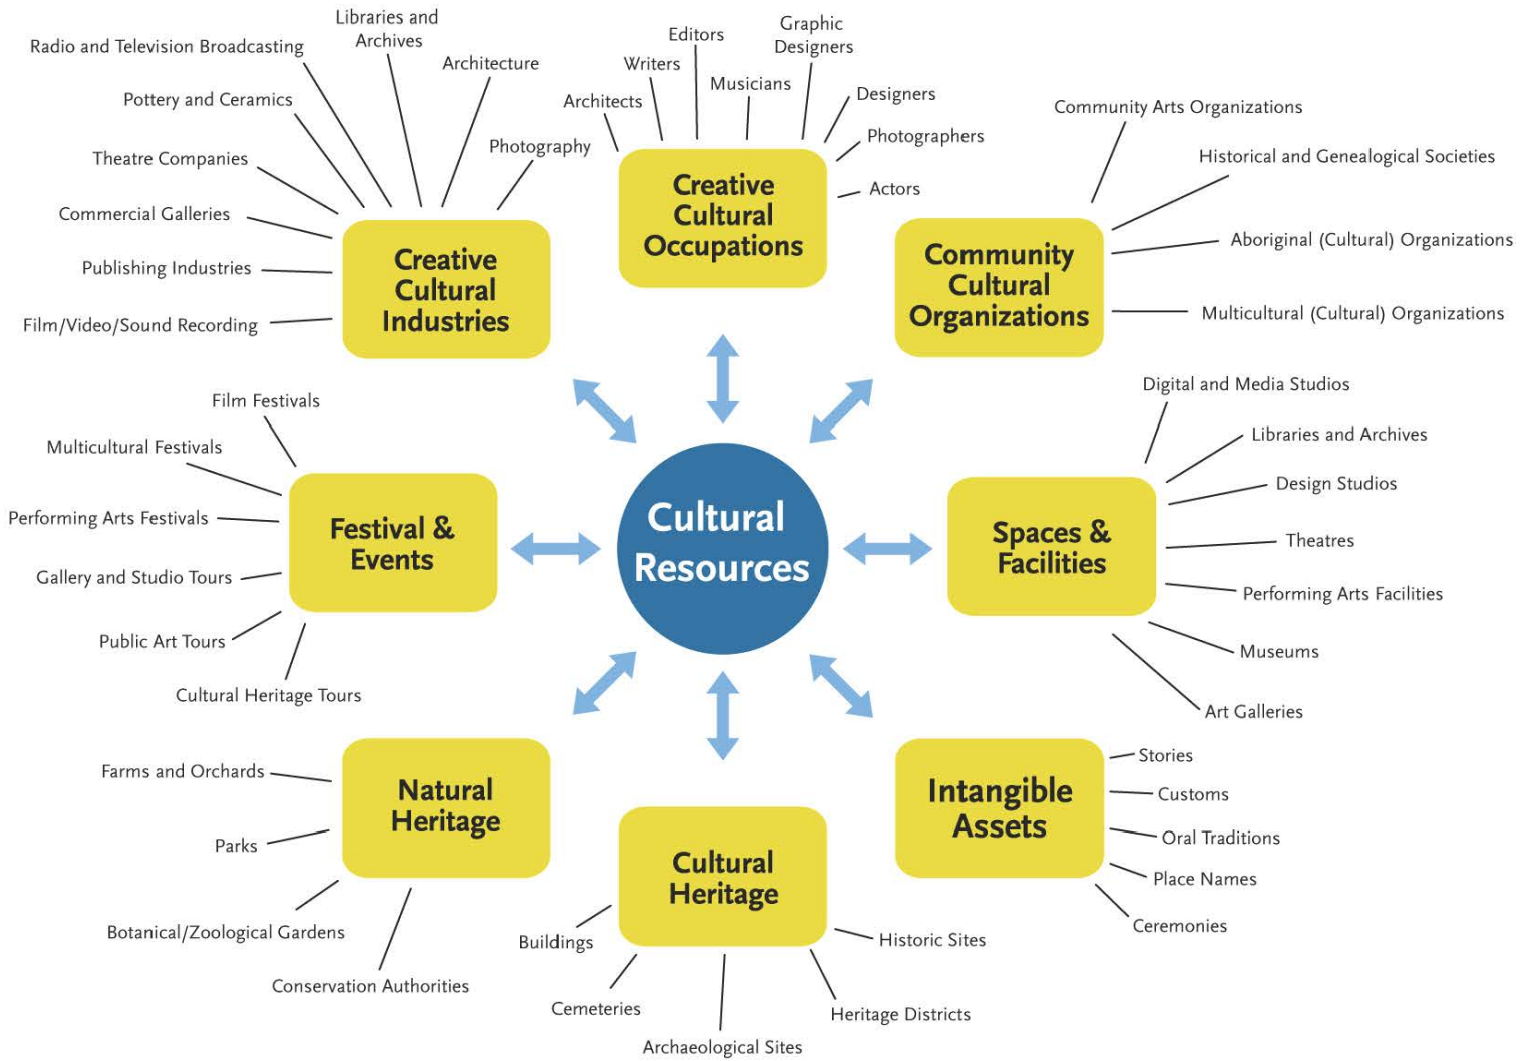 Libraries and
Archives
Radio and Television Broadcasting
Architecture
Pottery and Ceramics
Photography
Theatre Companies
Commercial Galleries
Publishing Industries
Film/Video/Sound Recording
Creative
Cultural
Industries
Graphic
Designers
Editors
Writers
Musicians
Architects
Designers
Photographers
Actors
Creative
Cultural
Occupations
Community Arts Organizations
Historical and Genealogical Societies
Aboriginal (Cultural) Organizations
Multicultural (Cultural) Organizations
Community
Cultural
Organizations
Film Festivals
Multicultural Festivals
Performing Arts Festivals
Gallery and Studio Tours
Public Art Tours
Cultural Heritage Tours
Festival &
Events
Cultural
Resources
Spaces &
Facilities
Digital and Media Studios
Libraries and Archives
Design Studios
Theatres
Performing Arts Facilities
Museums
Art Galleries
Farms and Orchards
Parks
Botanical/Zoological Gardens
Conservation Authorities
Natural
Heritage
Cultural
Heritage
Buildings
Cemeteries
Archaeological Sites
Heritage Districts
Historic Sites
Intangible
Assets
Stories
Customs
Oral Traditions
Place Names
Ceremonies